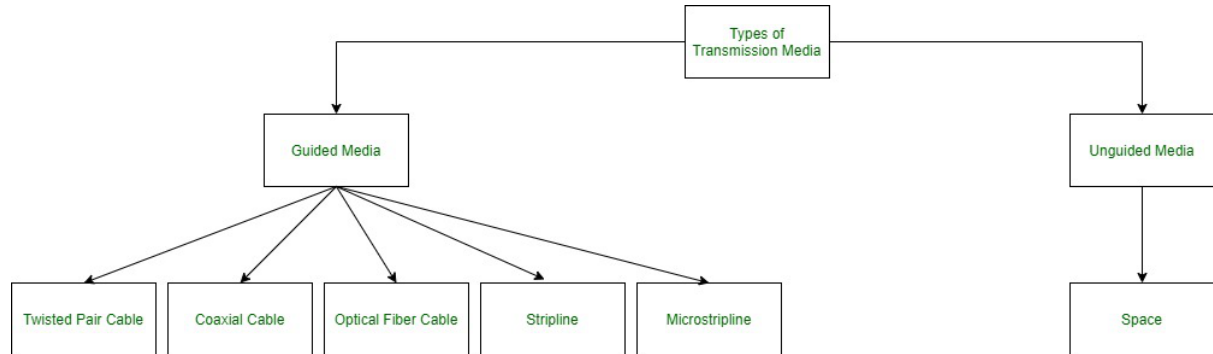 Types of
Transmission Media
Guided Media
Unguided Media
Twisted Pair Cable
Coaxial Cable
Optical Fiber Cable
Stripline
Microstripline
Space